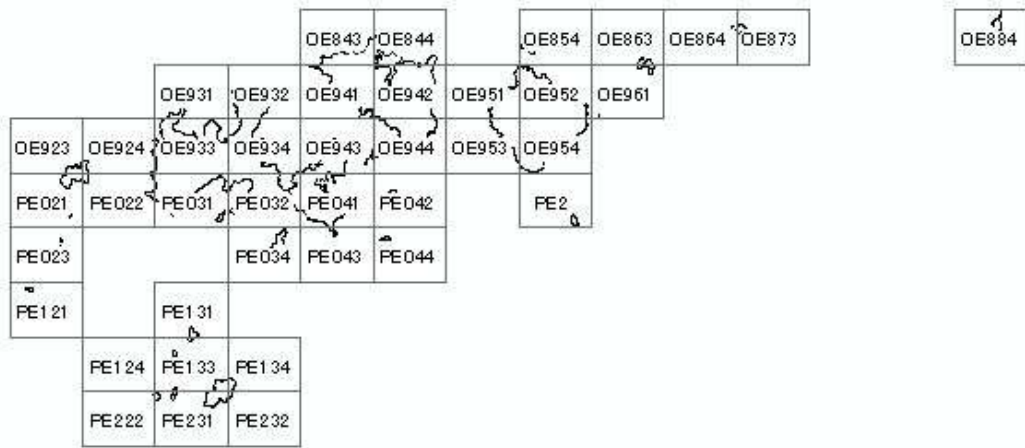 OE843 OE844 OE854 OE863 OE864 OE873 OE884
OE931 OE932 OE941 OE942 OE951 OE952 OE961
OE923 OE924 OE933 OE934 OE943 OE944 OE953 OE954
PE021 PE022 PE031 PE032 PE041 PE042 PE2
PE023 PE034 PE043 PE044
PE121 PE131
PE124 PE133 PE134
PE222 PE231 PE232